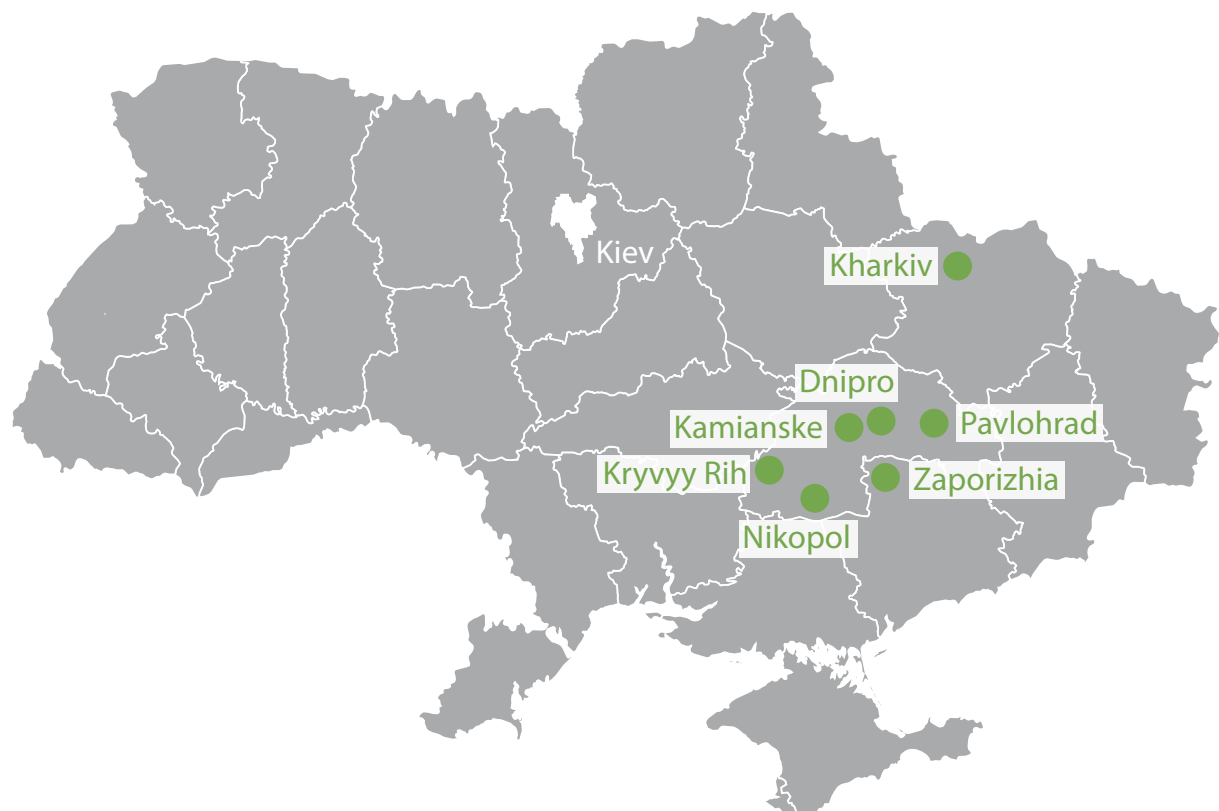 Kiev
Kharkiv
Dnipro
Kamianske
Pavlohrad
Kryvyy Rih
Zaporizhia
Nikopol